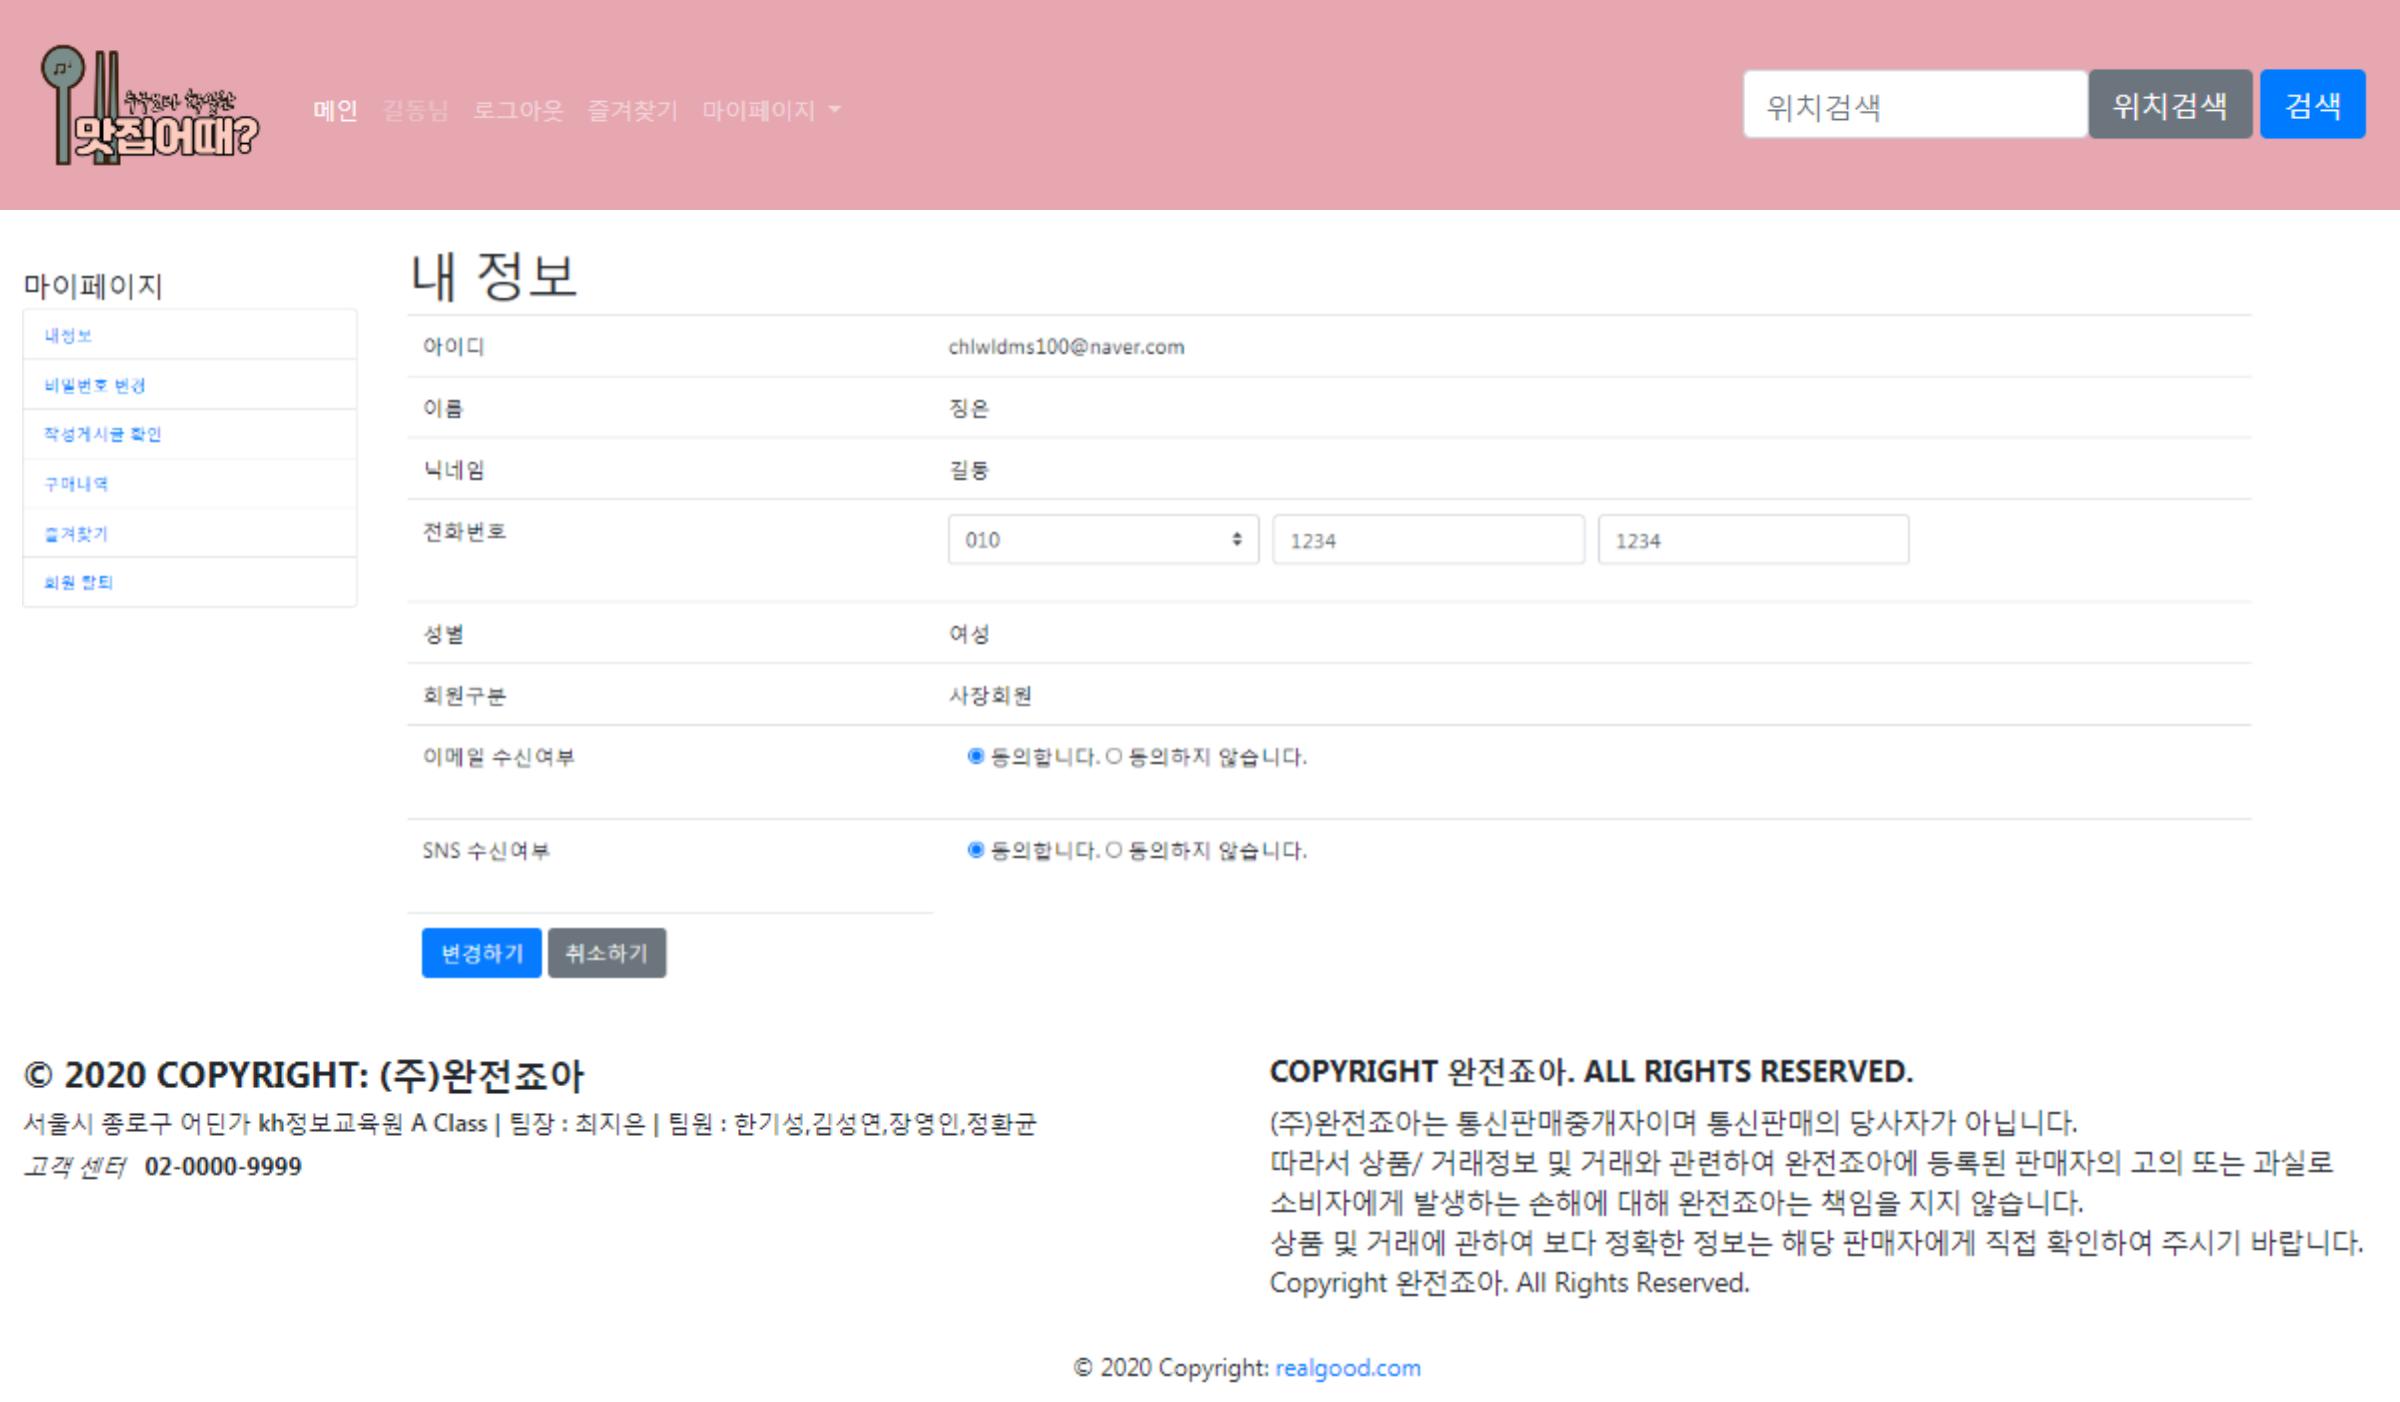 맛집어때?
메인 길동님 로그아웃 즐겨찾기 마이페이지
위치검색 위치검색 검색
마이페이지
내정보
비밀번호 변경
작성게시글 확인
구매내역
즐겨찾기
회원 탈퇴
내 정보
아이디 chlwldms100@naver.com
이름 징은
닉네임 길동
전화번호 010 1234 1234
성별 여성
회원구분 사장회원
이메일 수신여부 동의합니다. 동의하지 않습니다.
SNS 수신여부 동의합니다. 동의하지 않습니다.
변경하기 취소하기
© 2020 COPYRIGHT: (주)완전죠아
서울시 종로구 어딘가 kh정보교육원 A Class | 팀장 : 최지은 | 팀원 : 한기성,김성연,장영인,정환균
고객 센터 02-0000-9999
COPYRIGHT 완전죠아. ALL RIGHTS RESERVED.
(주)완전죠아는 통신판매중개자이며 통신판매의 당사자가 아닙니다.
따라서 상품/ 거래정보 및 거래와 관련하여 완전죠아에 등록된 판매자의 고의 또는 과실로
소비자에게 발생하는 손해에 대해 완전죠아는 책임을 지지 않습니다.
상품 및 거래에 관하여 보다 정확한 정보는 해당 판매자에게 직접 확인하여 주시기 바랍니다.
Copyright 완전죠아. All Rights Reserved.
© 2020 Copyright: realgood.com